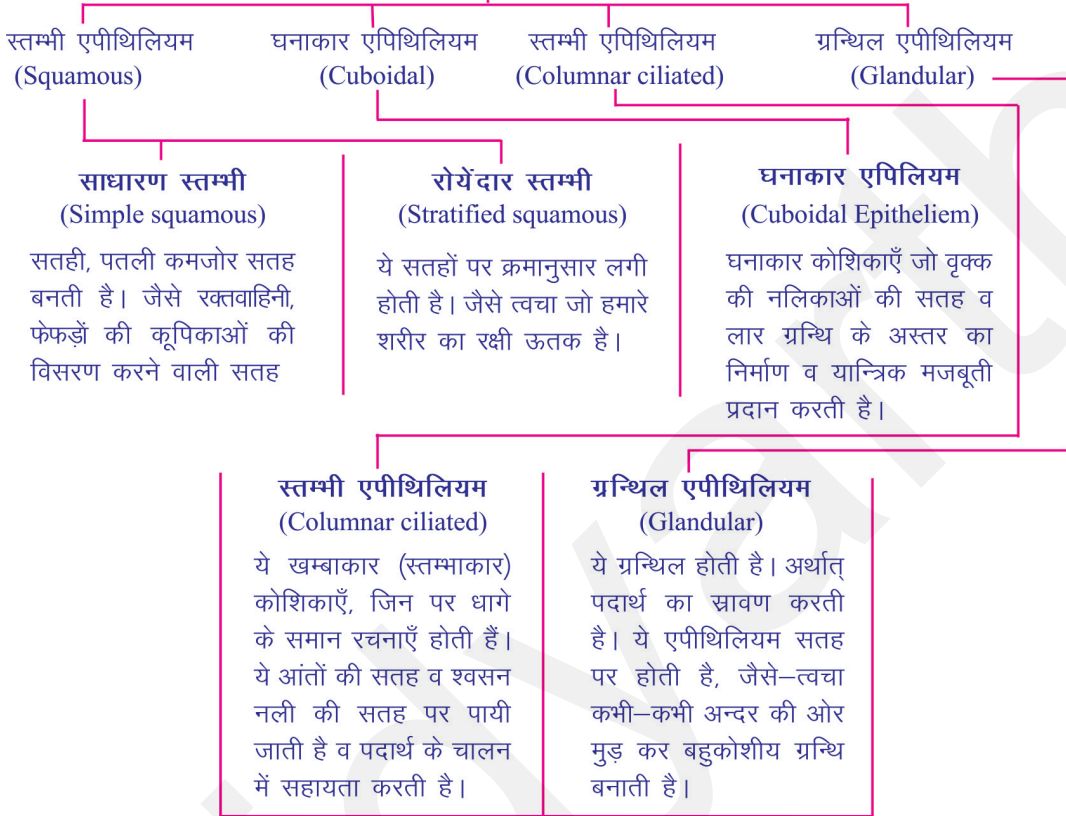 स्तम्भी एपीथिलियम
(Squamous)
घनाकार एपिथिलियम
(Cuboidal)
स्तम्भी एपिथिलियम
(Columnar ciliated)
ग्रन्थिल एपीथिलियम
(Glandular)
साधारण स्तम्भी
(Simple squamous)
सतही, पतली कमजोर सतह
बनती है। जैसे रक्तवाहिनी,
फेफड़ों की कूपिकाओं की
विसरण करने वाली सतह
रोयेंदार स्तम्भी
(Stratified squamous)
ये सतहों पर क्रमानुसार लगी
होती है। जैसे त्वचा जो हमारे
शरीर का रक्षी ऊतक है।
घनाकार एपिलियम
(Cuboidal Epitheliem)
घनाकार कोशिकाएँ जो वृक्क
की नलिकाओं की सतह व
लार ग्रन्थि के अस्तर का
निर्माण व यान्त्रिक मजबूती
प्रदान करती है।
स्तम्भी एपीथिलियम
(Columnar ciliated)
ये खम्बाकार (स्तम्भाकार)
कोशिकाएँ, जिन पर धागे
के समान रचनाएँ होती हैं।
ये आंतों की सतह व श्वसन
नली की सतह पर पायी
जाती है व पदार्थ के चालन
में सहायता करती है।
ग्रन्थिल एपीथिलियम
(Glandular)
ये ग्रन्थिल होती है। अर्थात्
पदार्थ का स्रावण करती
है। ये एपीथिलियम सतह
पर होती है, जैसे–त्वचा
कभी–कभी अन्दर की ओर
मुड़ कर बहुकोशीय ग्रन्थि
बनाती है।